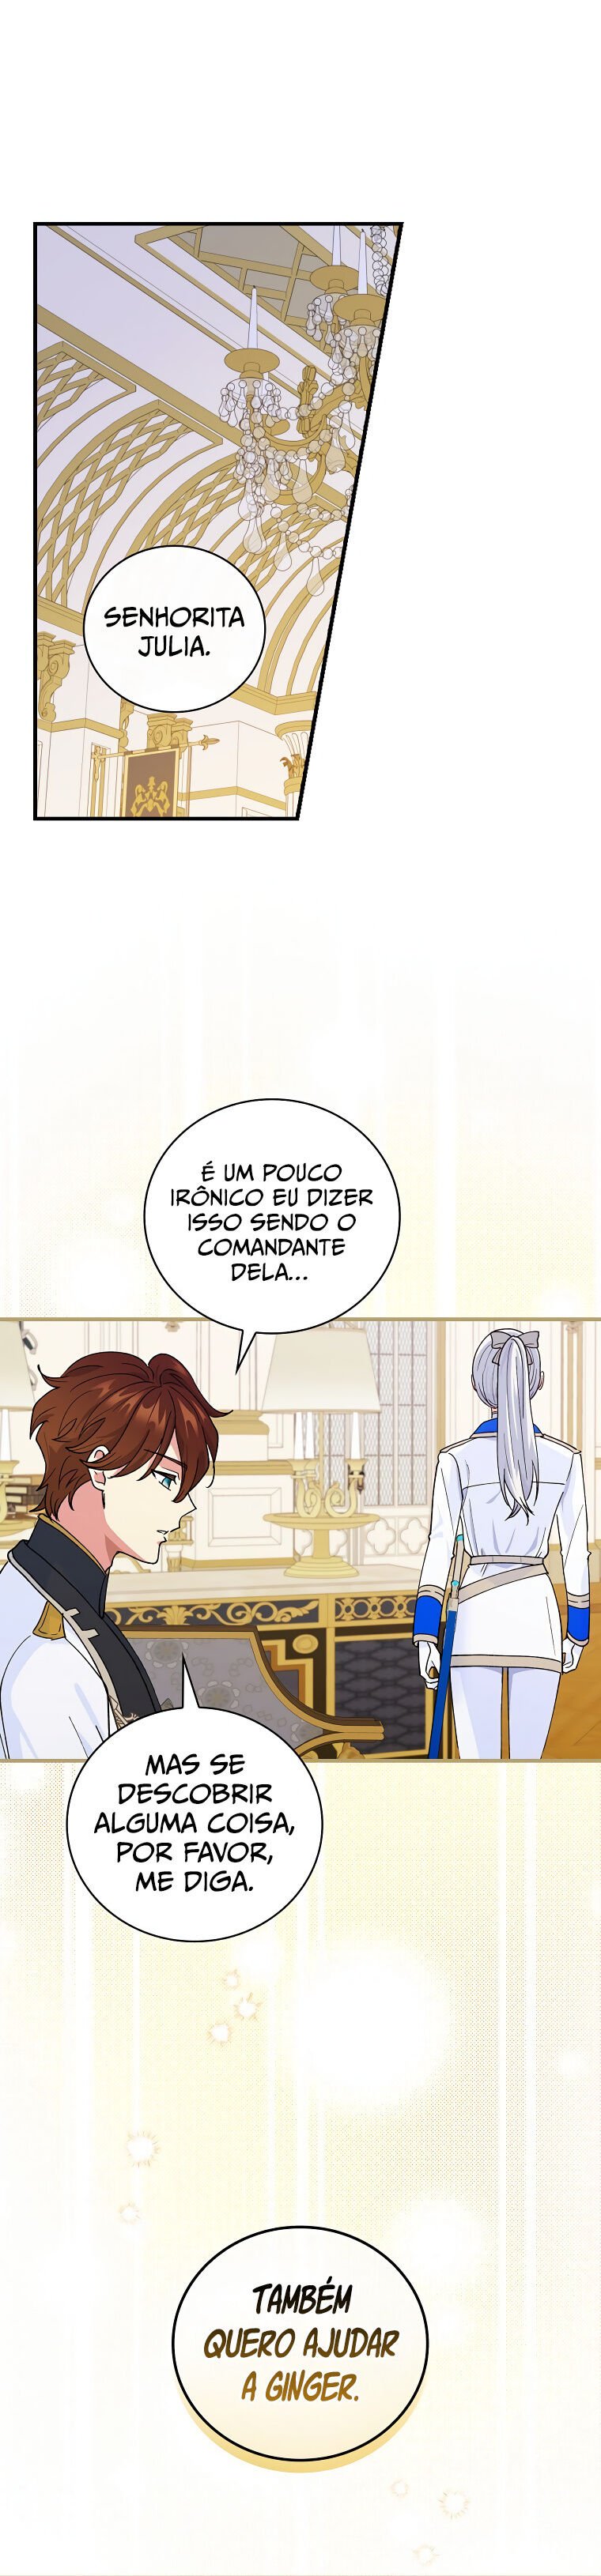 SENHORITA
JULIA.
É UM POUCO
IRÔNICO EU DIZER
ISSO SENDO O
COMANDANTE
DELA...
MAS SE
DESCOBRIR
ALGUMA COISA,
POR FAVOR,
ME DIGA.
TAMBÉM
QUERO AJUDAR
A GINGER.